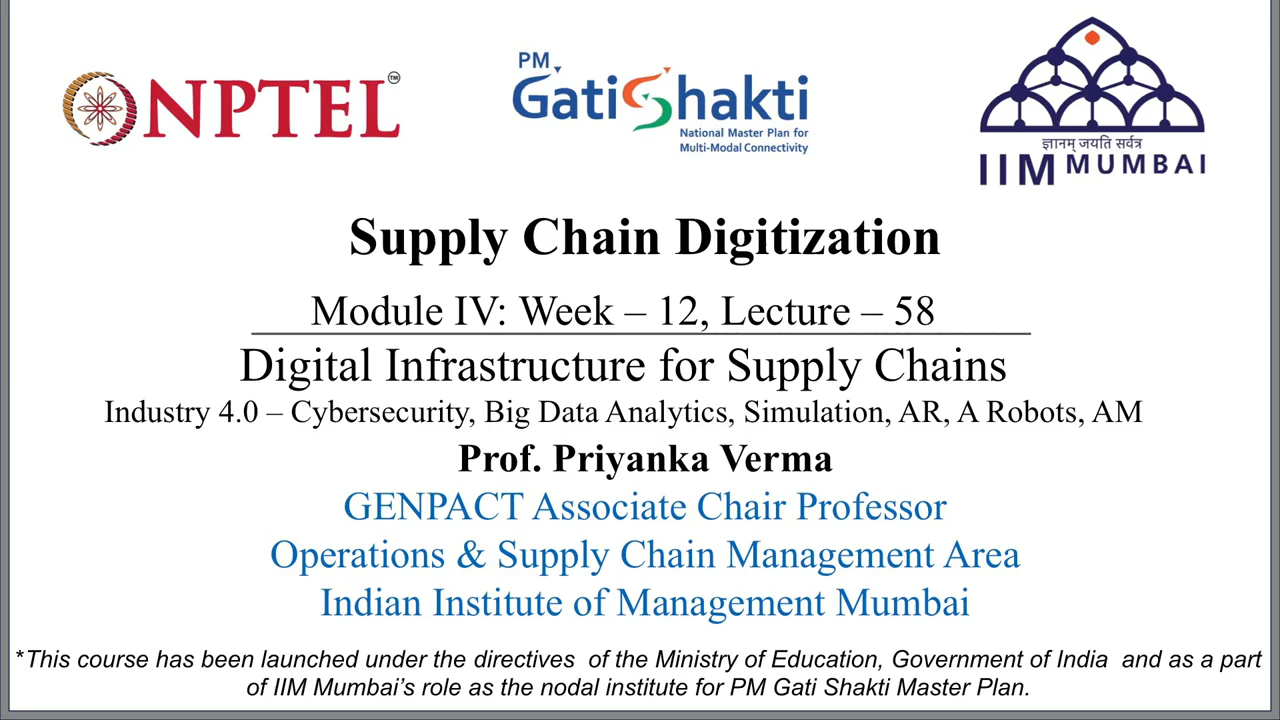 NPTEL™
PM
GatiShakti
National Master Plan for
Multi-Modal Connectivity
ज्ञानम् जयति सर्वत्र
IIM MUMBAI
Supply Chain Digitization
Module IV: Week – 12, Lecture – 58
Digital Infrastructure for Supply Chains
Industry 4.0 – Cybersecurity, Big Data Analytics, Simulation, AR, A Robots, AM
Prof. Priyanka Verma
GENPACT Associate Chair Professor
Operations & Supply Chain Management Area
Indian Institute of Management Mumbai
*This course has been launched under the directives of the Ministry of Education, Government of India and as a part
of IIM Mumbai's role as the nodal institute for PM Gati Shakti Master Plan.